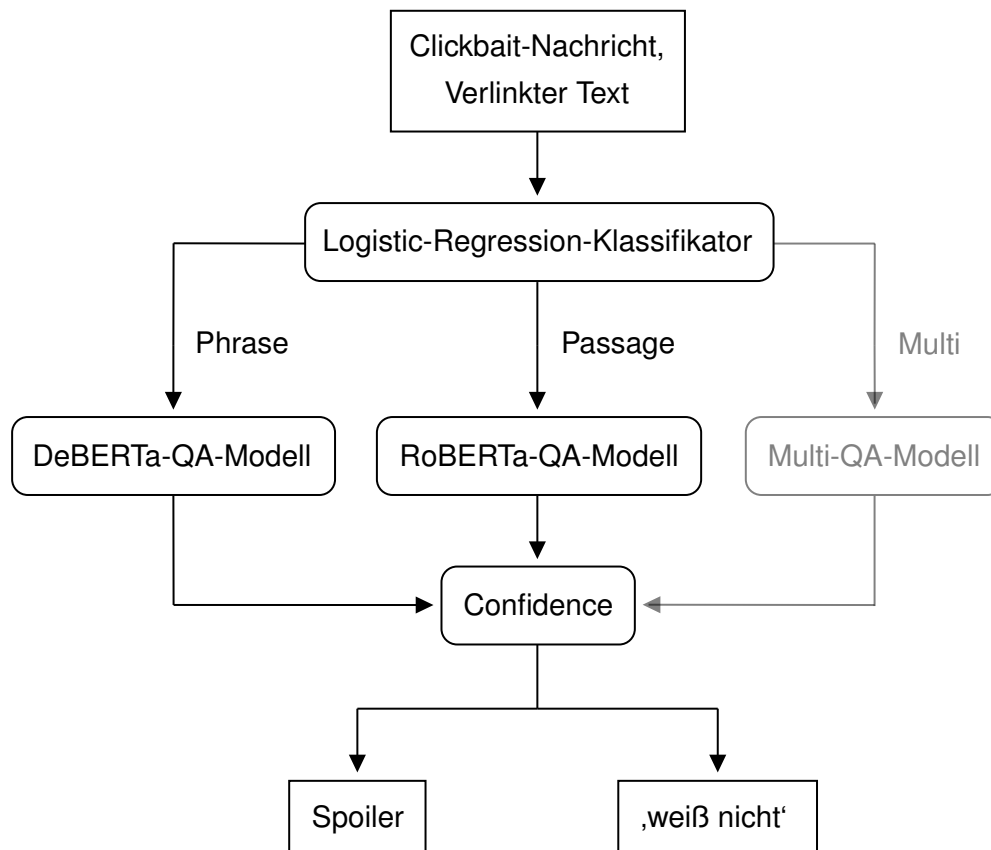 Clickbait-Nachricht,
Verlinkter Text
Logistic-Regression-Klassifikator
Phrase
Passage
Multi
DeBERTa-QA-Modell
RoBERTa-QA-Modell
Multi-QA-Modell
Confidence
Spoiler
‚weiß nicht‘